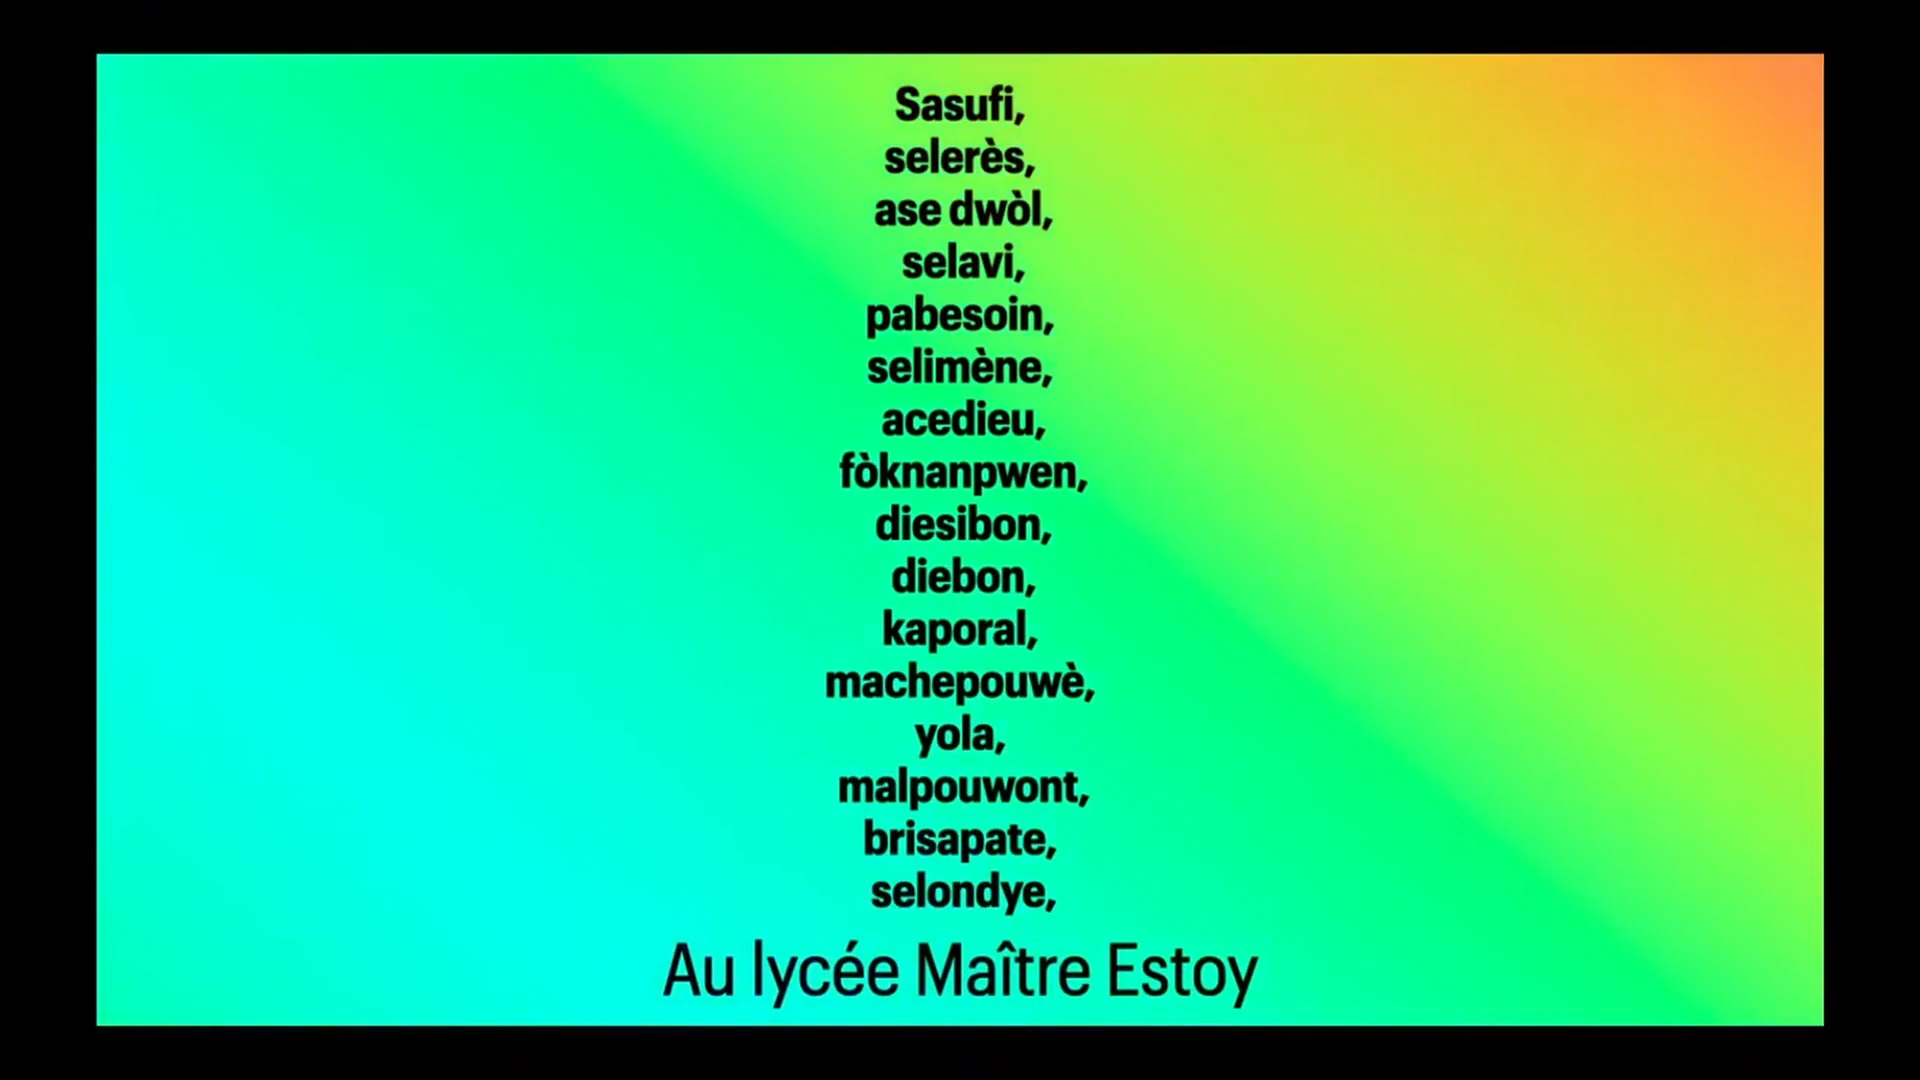 Sasufi,
selerès,
ase dwòl,
selavi,
pabesoin,
selimène,
acedieu,
fòknanpwen,
diesibon,
diebon,
kaporal,
machepouwè,
yola,
malpouwont,
brisapate,
selondye,
Au lycée Maître Estoy